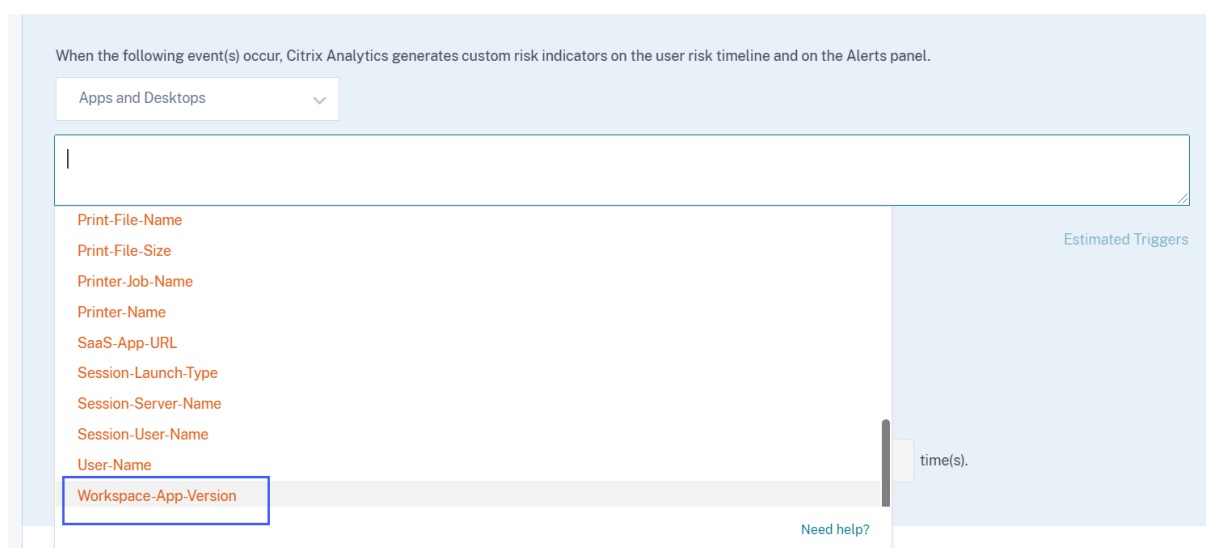 When the following event(s) occur, Citrix Analytics generates custom risk indicators on the user risk timeline and on the Alerts panel.
Apps and Desktops
Print-File-Name
Print-File-Size
Estimated Triggers
Printer-Job-Name
Printer-Name
SaaS-App-URL
Session-Launch-Type
Session-Server-Name
Session-User-Name
User-Name
time(s).
Workspace-App-Version
Need help?